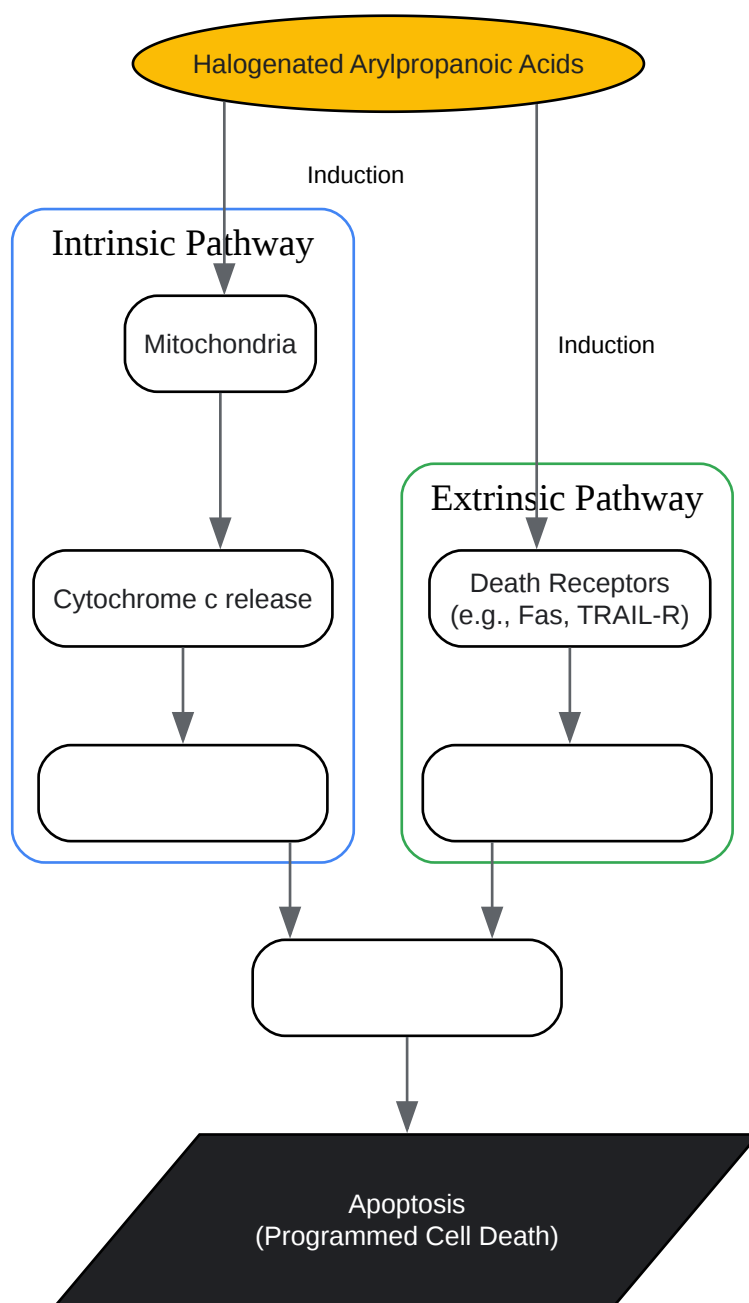 Halogenated Arylpropanoic Acids
Induction
Intrinsic Pathway
Mitochondria
Induction
Extrinsic Pathway
Cytochrome c release
Death Receptors
(e.g., Fas, TRAIL-R)
Apoptosis
(Programmed Cell Death)